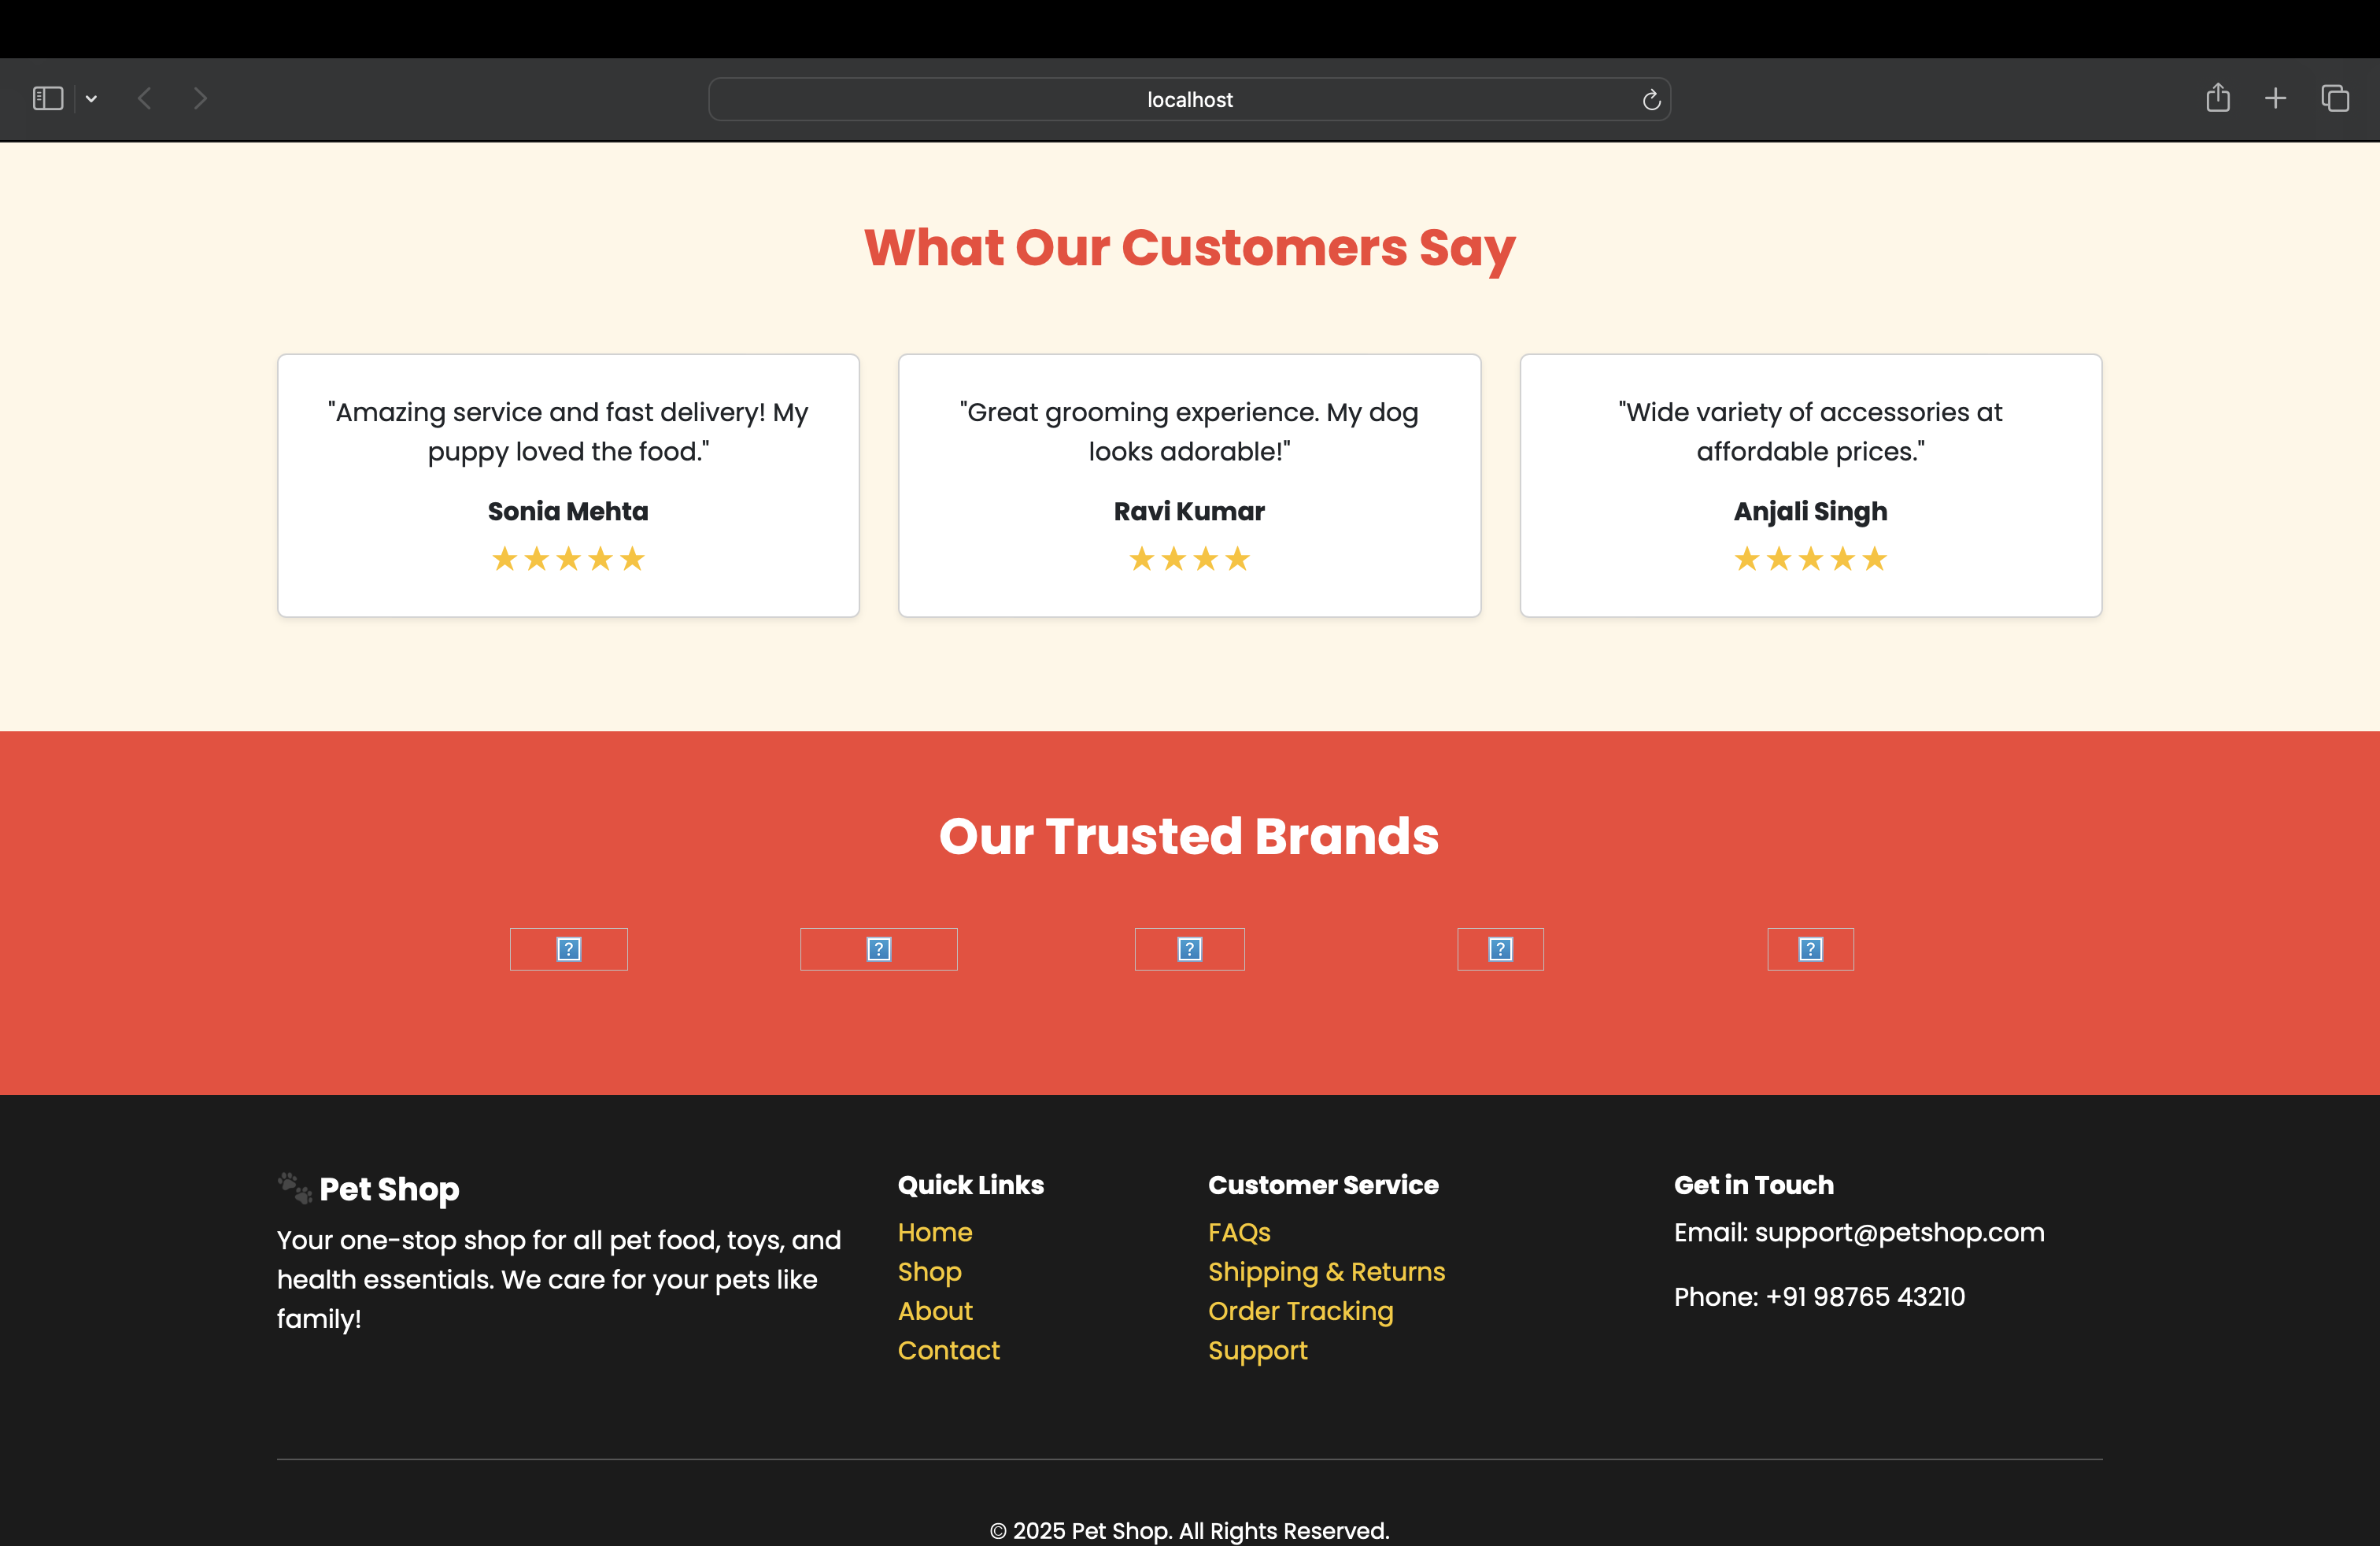 localhost
What Our Customers Say
"Amazing service and fast delivery! My
puppy loved the food."
Sonia Mehta
★★★★★
"Great grooming experience. My dog
looks adorable!"
Ravi Kumar
★★★★
"Wide variety of accessories at
affordable prices."
Anjali Singh
★★★★★
Our Trusted Brands
🐾 Pet Shop
Your one-stop shop for all pet food, toys, and
health essentials. We care for your pets like
family!
Quick Links
Home
Shop
About
Contact
Customer Service
FAQs
Shipping & Returns
Order Tracking
Support
Get in Touch
Email: support@petshop.com
Phone: +91 98765 43210
© 2025 Pet Shop. All Rights Reserved.